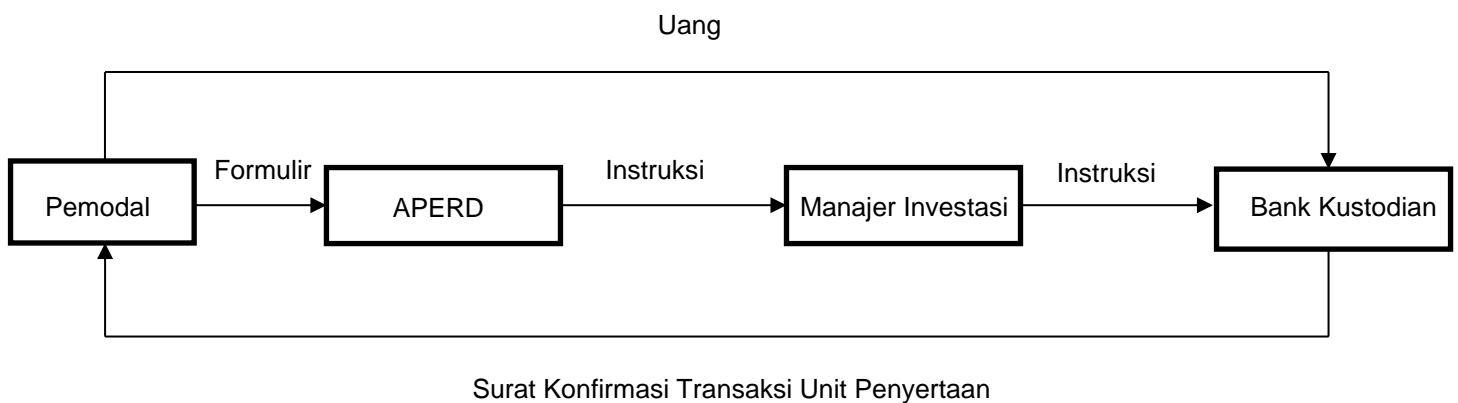 Uang
Formulir
Instruksi
Instruksi
Pemodal
APERD
Manajer Investasi
Bank Kustodian
Surat Konfirmasi Transaksi Unit Penyertaan